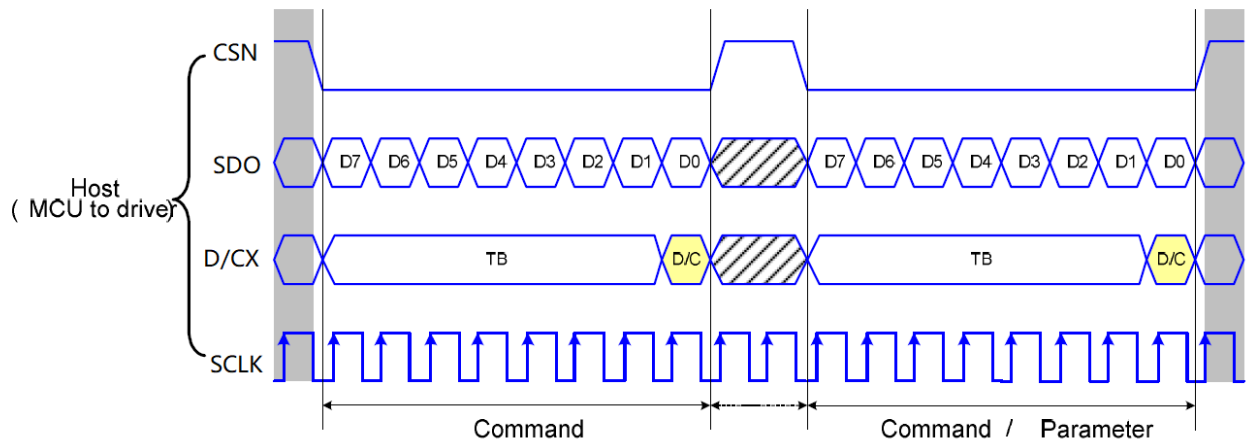 CSN
SDO D7 D6 D5 D4 D3 D2 D1 D0 D7 D6 D5 D4 D3 D2 D1 D0
Host
( MCU to driver)
D/CX TB D/C TB D/C
SCLK
Command Command / Parameter